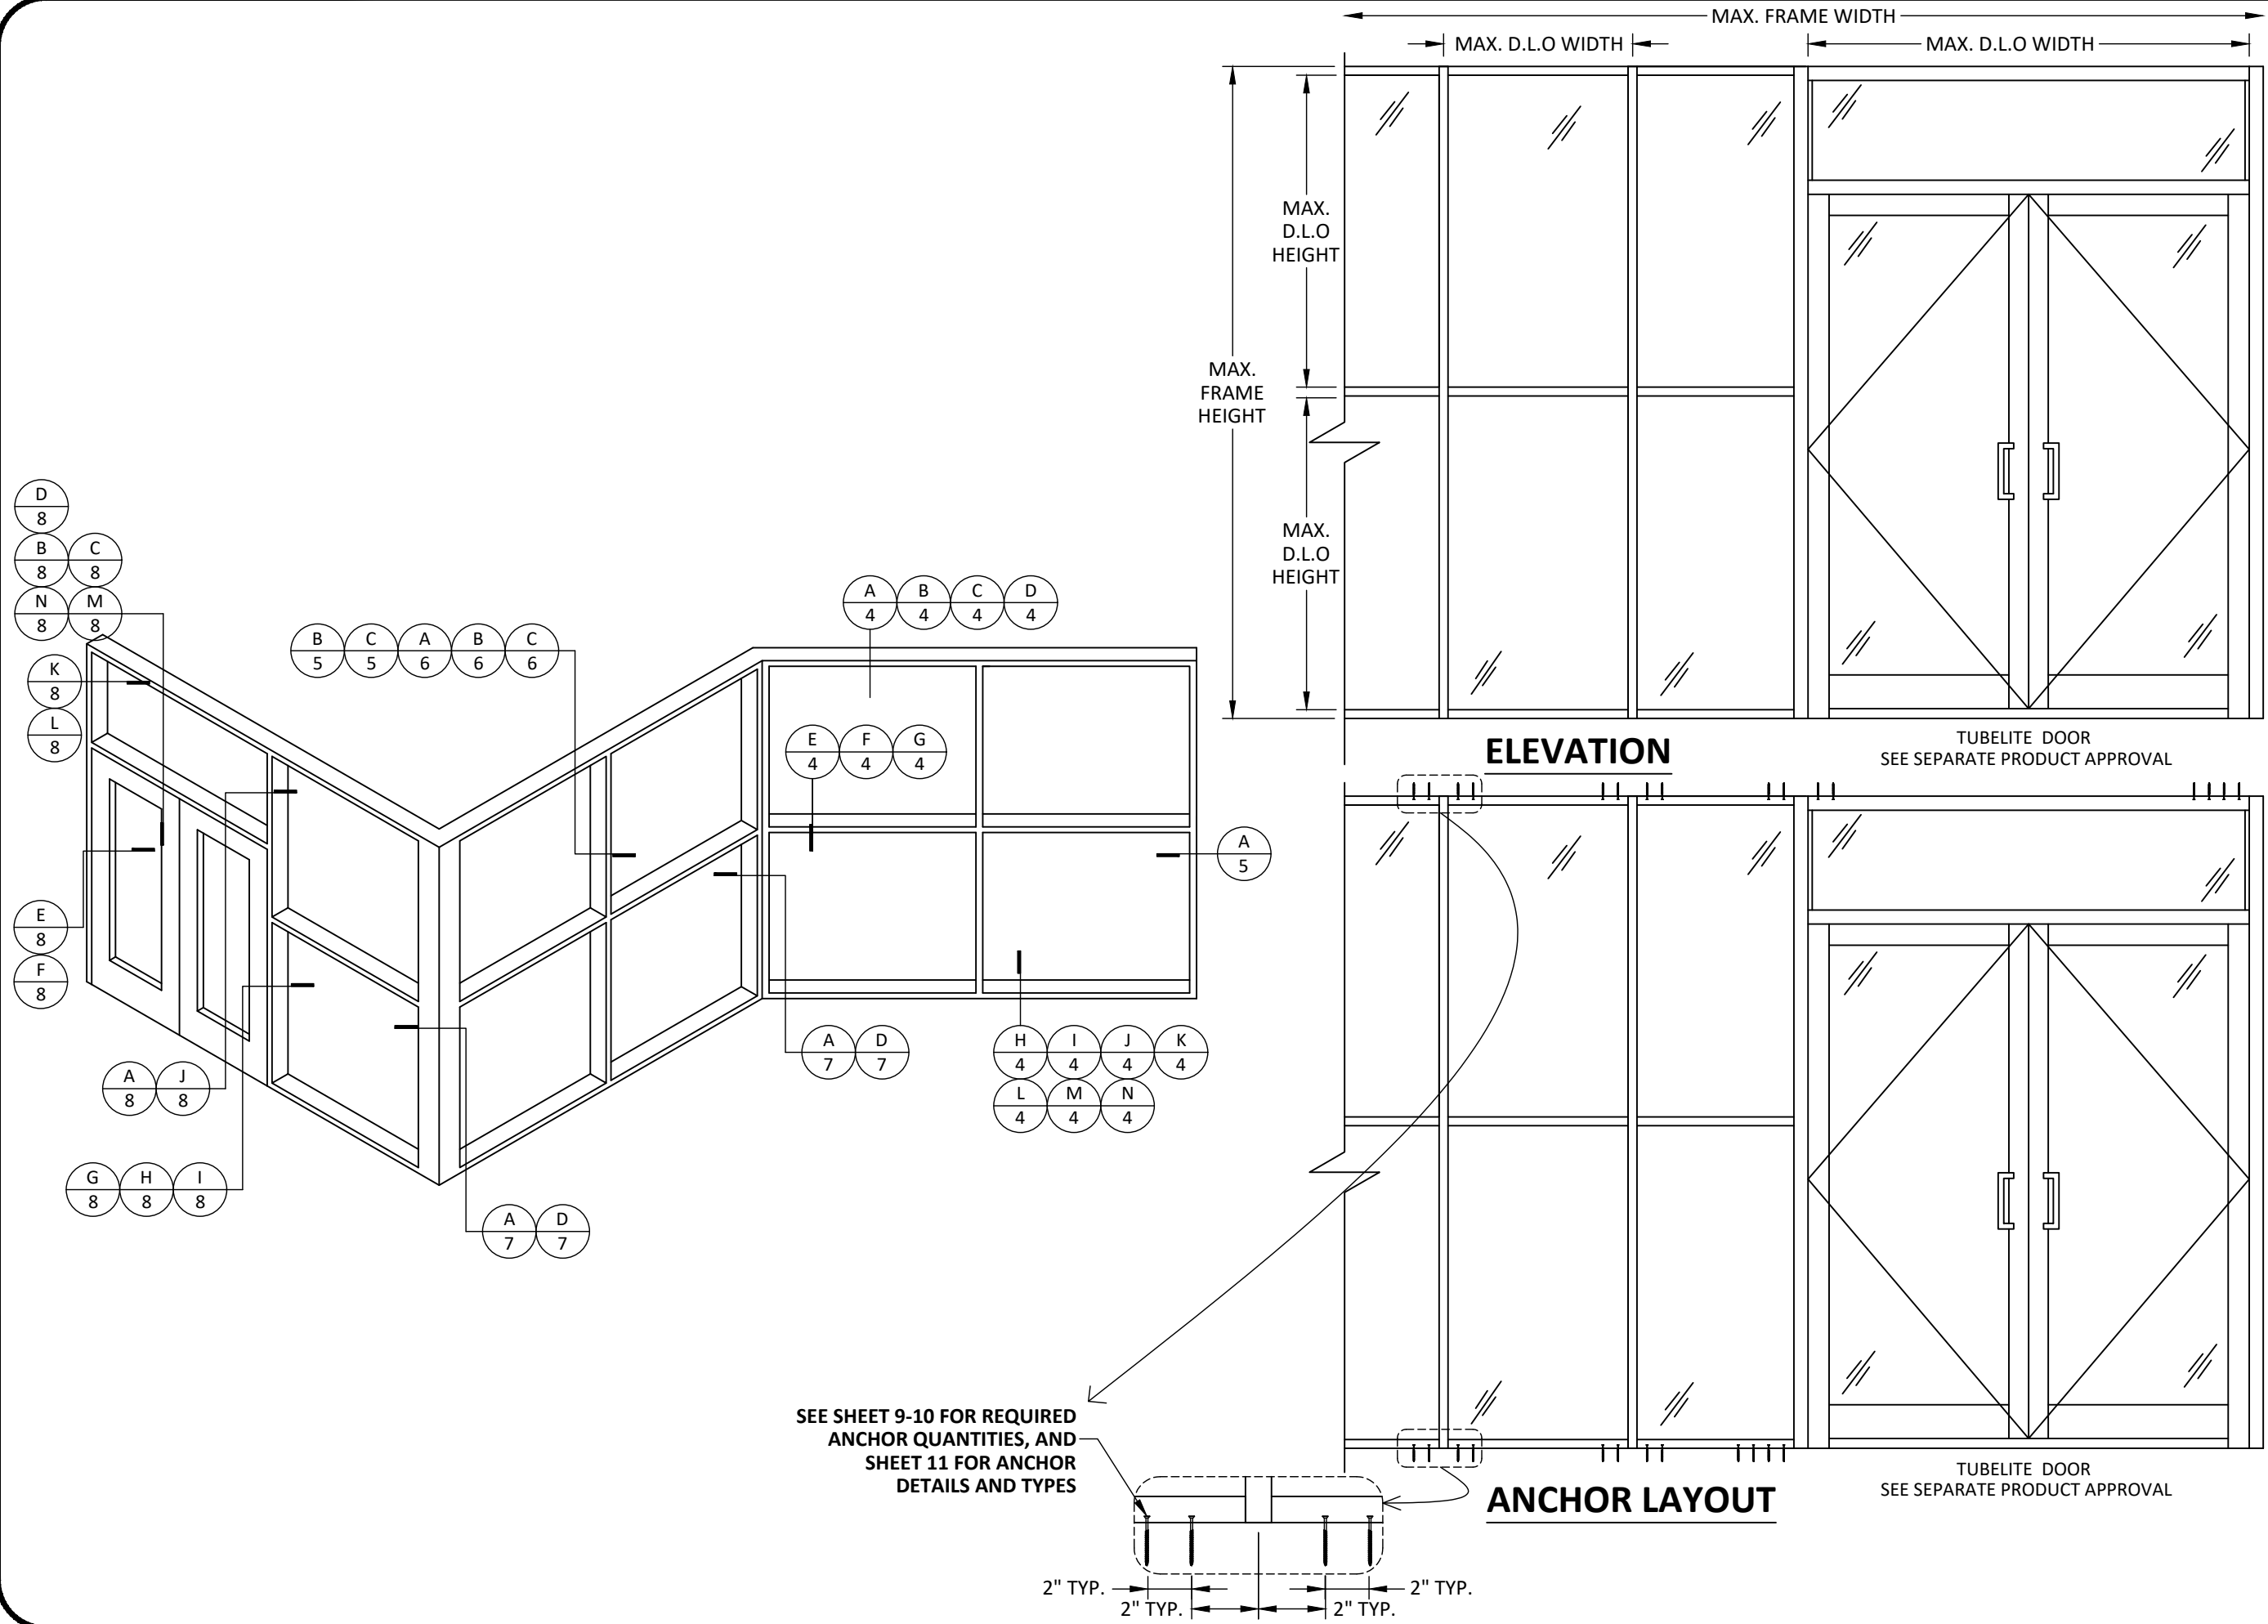 MAX. FRAME WIDTH
MAX. D.L.O WIDTH
MAX. D.L.O WIDTH
MAX.
D.L.O
HEIGHT
MAX.
FRAME
HEIGHT
MAX.
D.L.O
HEIGHT
D
8
B C
8 8
N M
8 8
K
8
L
8
B C A B C
5 5 6 6 6
A B C D
4 4 4 4
E F G
4 4 4
A
5
E
8
F
8
A J
8 8
G H I
8 8 8
A D
7 7
A D
7 7
H I J K
4 4 4 4
L M N
4 4 4
ELEVATION
TUBELITE DOOR
SEE SEPARATE PRODUCT APPROVAL
SEE SHEET 9-10 FOR REQUIRED
ANCHOR QUANTITIES, AND
SHEET 11 FOR ANCHOR
DETAILS AND TYPES
ANCHOR LAYOUT
TUBELITE DOOR
SEE SEPARATE PRODUCT APPROVAL
2" TYP.
2" TYP.
2" TYP.
2" TYP.